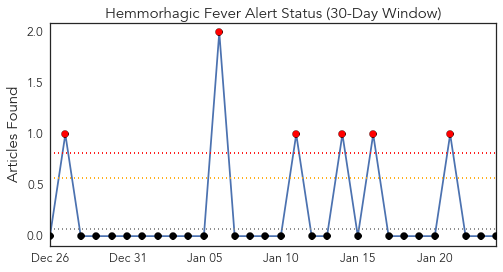 Hemmorhagic Fever Alert Status (30-Day Window)
Articles Found
2.0
1.5
1.0
0.5
0.0
Dec 26 Dec 31 Jan 05 Jan 10 Jan 15 Jan 20